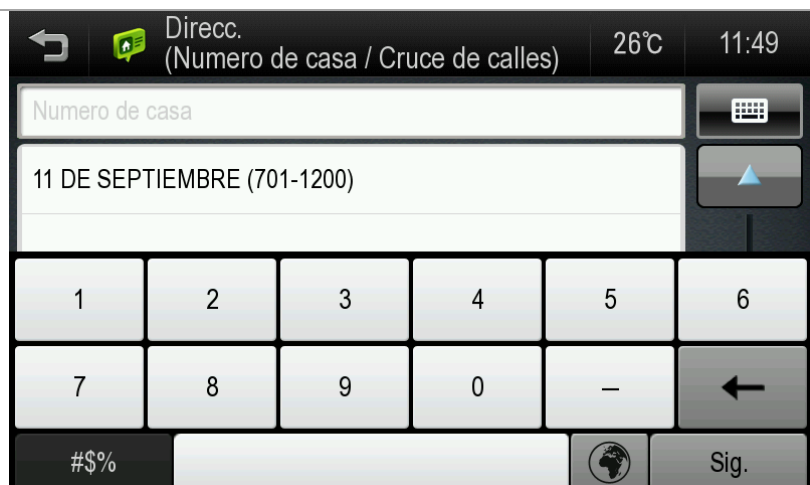 Direcc.
(Numero de casa / Cruce de calles)
26℃
11:49
Numero de casa
11 DE SEPTIEMBRE (701-1200)
1 2 3 4 5 6
7 8 9 0 –
#$%
Sig.